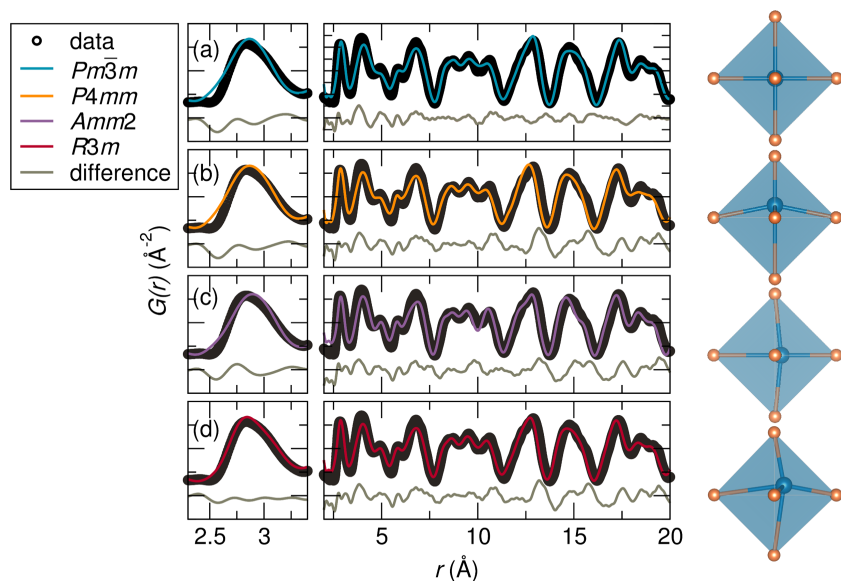 data
Pm3̅m
P4mm
Amm2
R3m
difference
(a)
(b)
(c)
(d)
G(r) (Å⁻²)
2.5 3 5 10 15 20
r (Å)